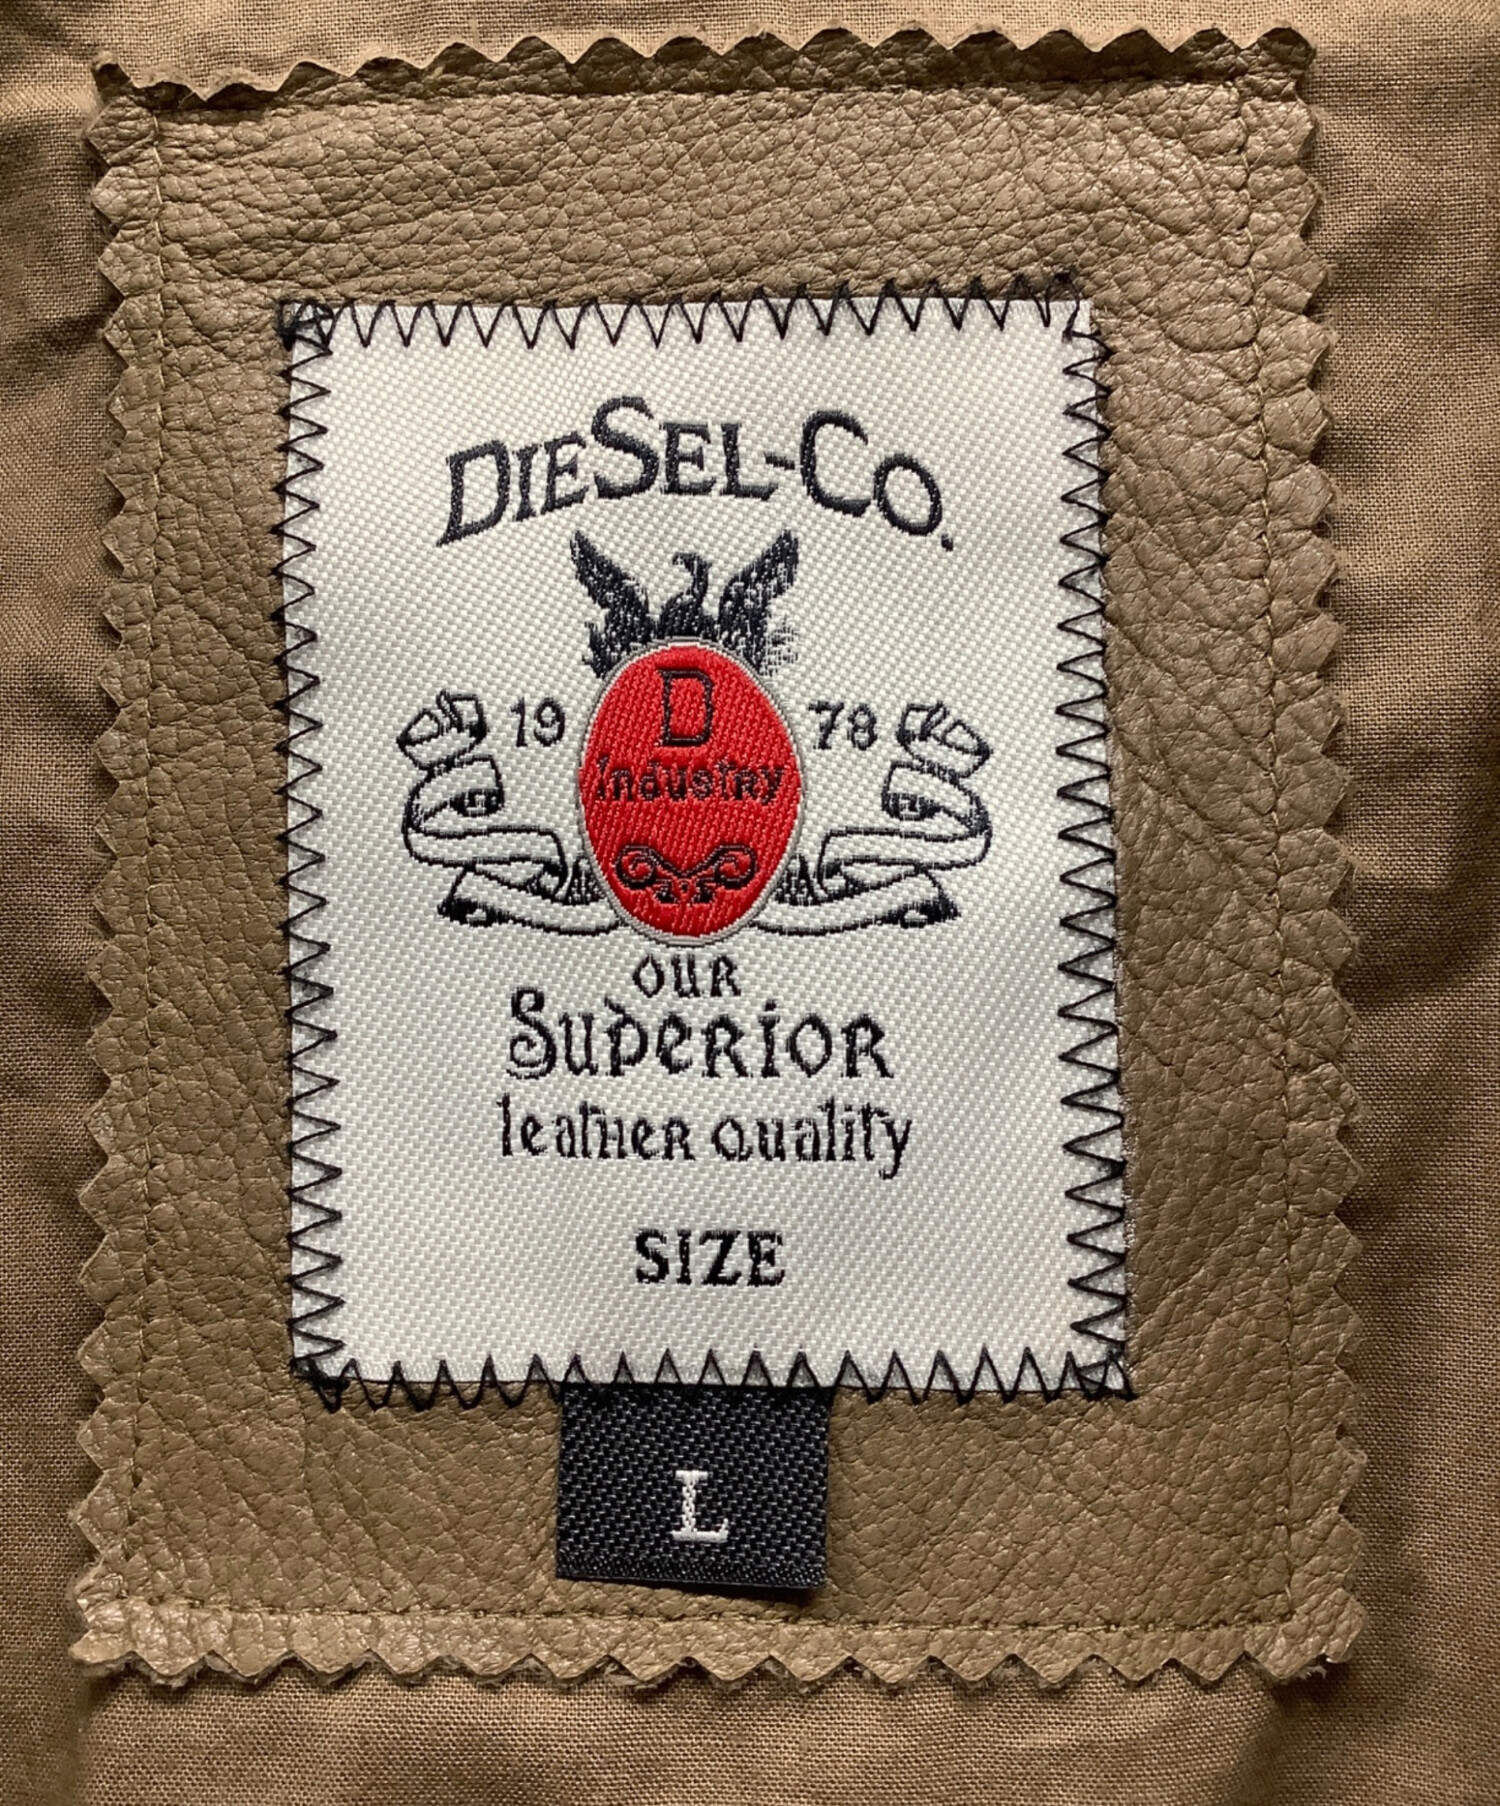 DIESEL-CO.
19 78
D
Industry
OUR
Superior
leather quality
SIZE
L